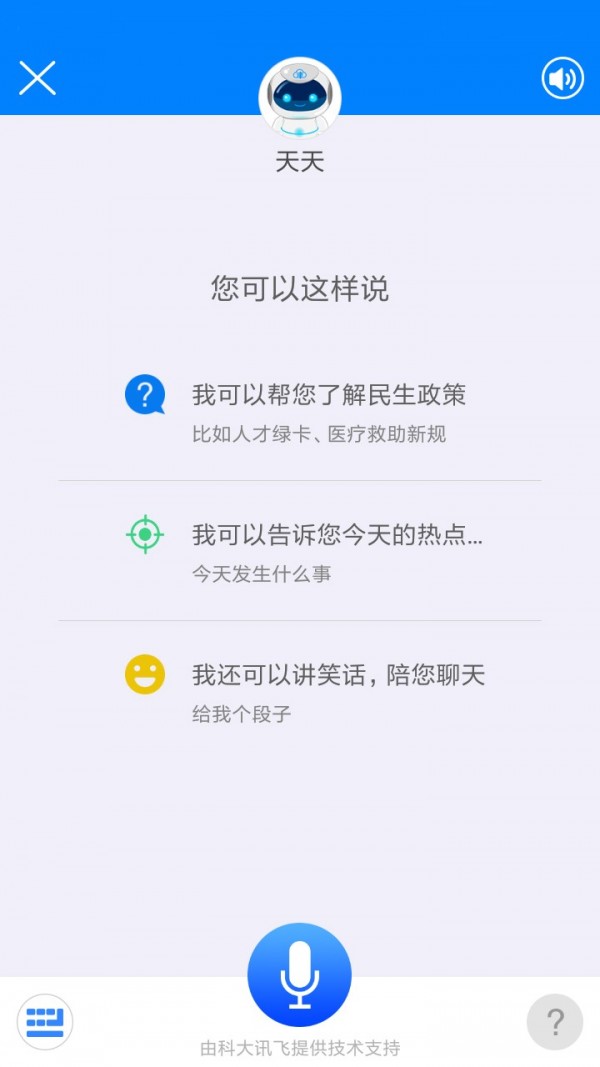 天天
您可以这样说
我可以帮您了解民生政策
比如人才绿卡、医疗救助新规
我可以告诉您今天的热点...
今天发生什么事
我还可以讲笑话，陪您聊天
给我个段子
?
由科大讯飞提供技术支持